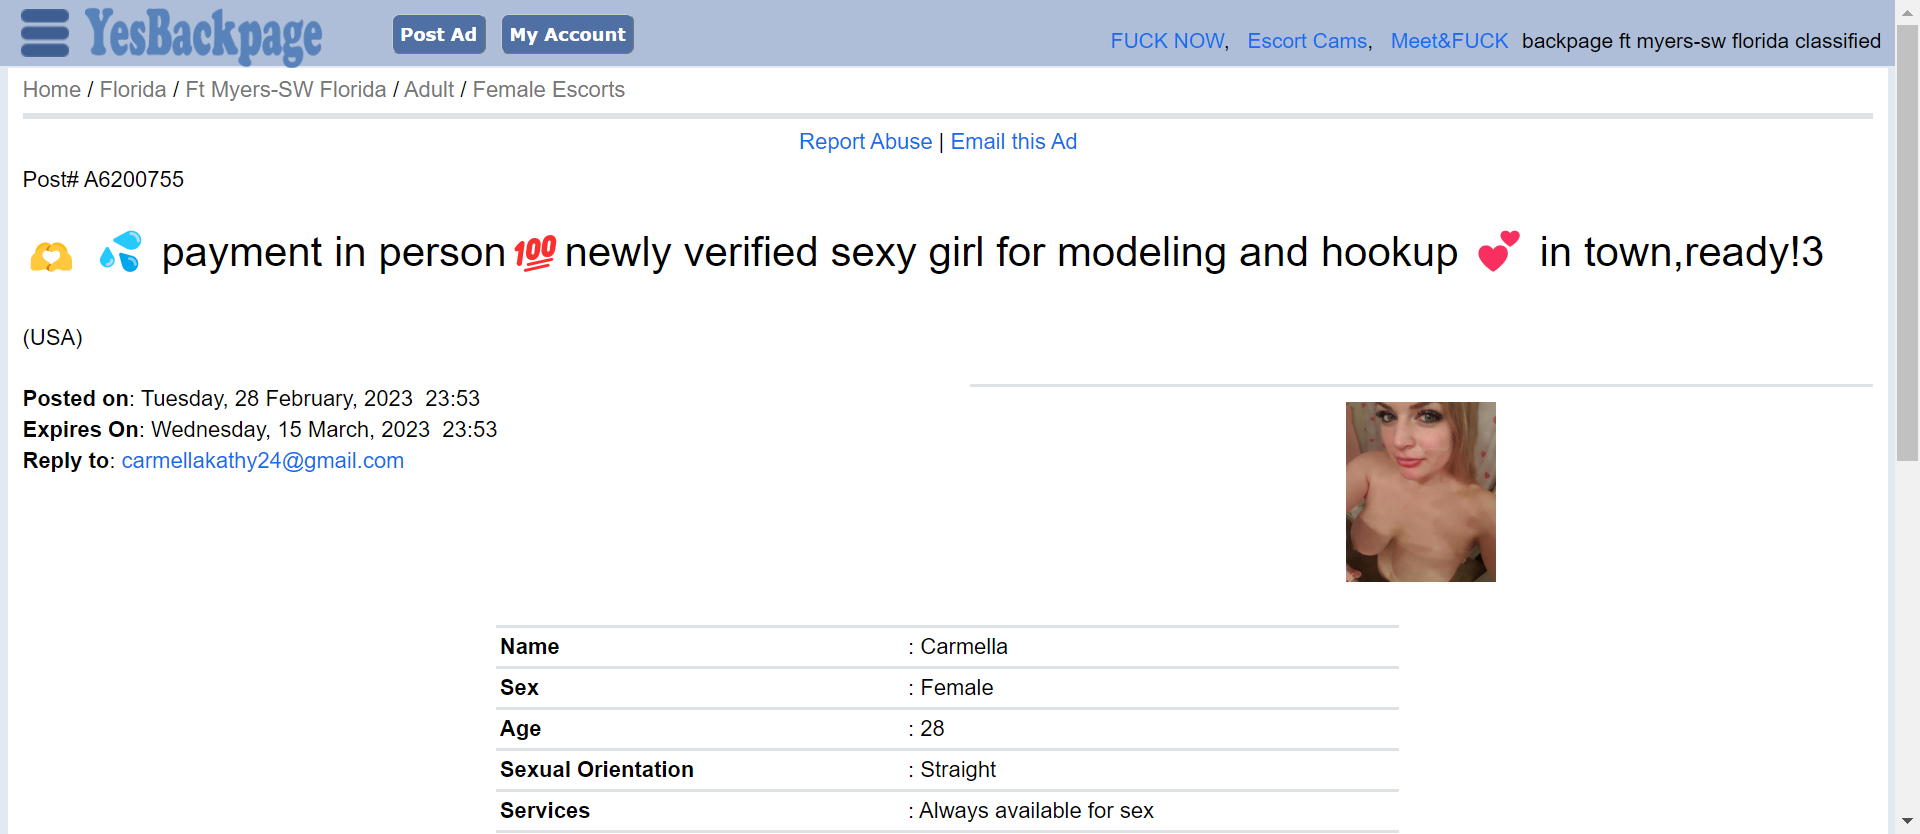 YesBackpage
Post Ad
My Account
FUCK NOW, Escort Cams, Meet&FUCK backpage ft myers-sw florida classified
Home / Florida / Ft Myers-SW Florida / Adult / Female Escorts
Report Abuse | Email this Ad
Post# A6200755
🫶 💦 payment in person💯newly verified sexy girl for modeling and hookup 💕 in town,ready!3
(USA)
Posted on: Tuesday, 28 February, 2023 23:53
Expires On: Wednesday, 15 March, 2023 23:53
Reply to: carmellakathy24@gmail.com
Name : Carmella
Sex : Female
Age : 28
Sexual Orientation : Straight
Services : Always available for sex